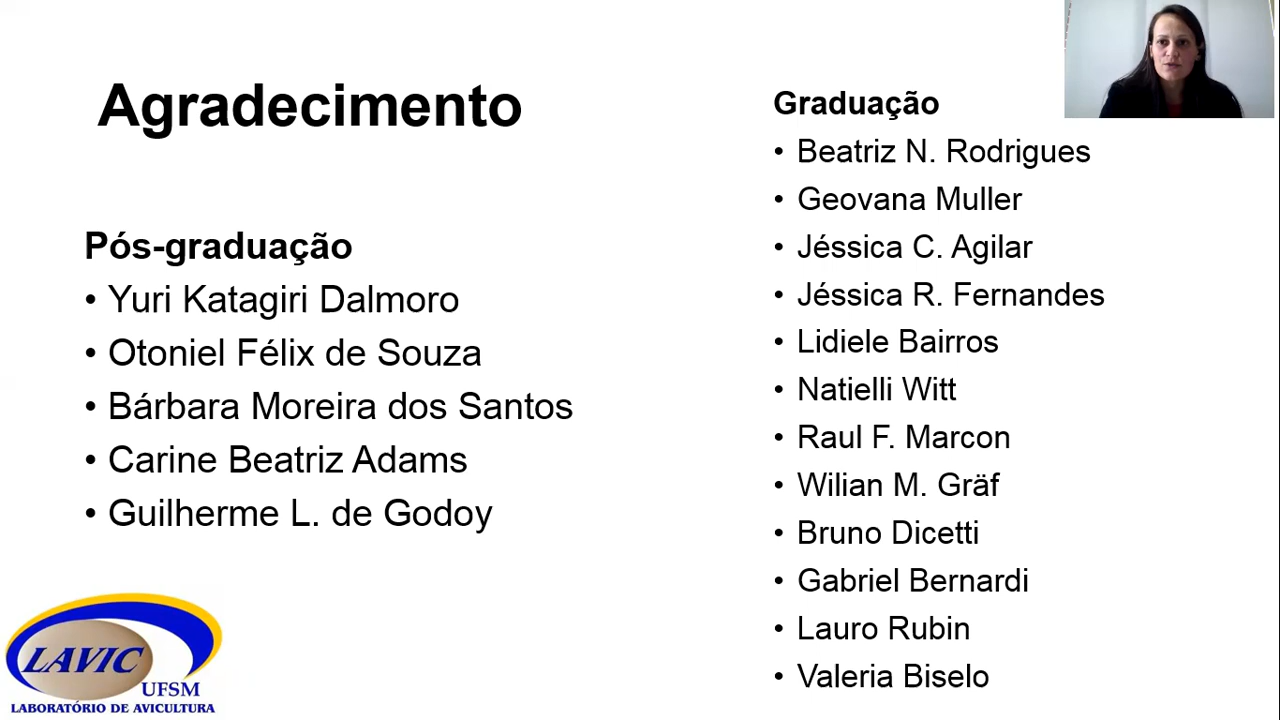 Agradecimento
Pós-graduação
• Yuri Katagiri Dalmoro
• Otoniel Félix de Souza
• Bárbara Moreira dos Santos
• Carine Beatriz Adams
• Guilherme L. de Godoy
Graduação
• Beatriz N. Rodrigues
• Geovana Muller
• Jéssica C. Agilar
• Jéssica R. Fernandes
• Lidiele Bairros
• Natielli Witt
• Raul F. Marcon
• Wilian M. Gräf
• Bruno Dicetti
• Gabriel Bernardi
• Lauro Rubin
• Valeria Biselo
LAVIC
UFSM
LABORATÓRIO DE AVICULTURA